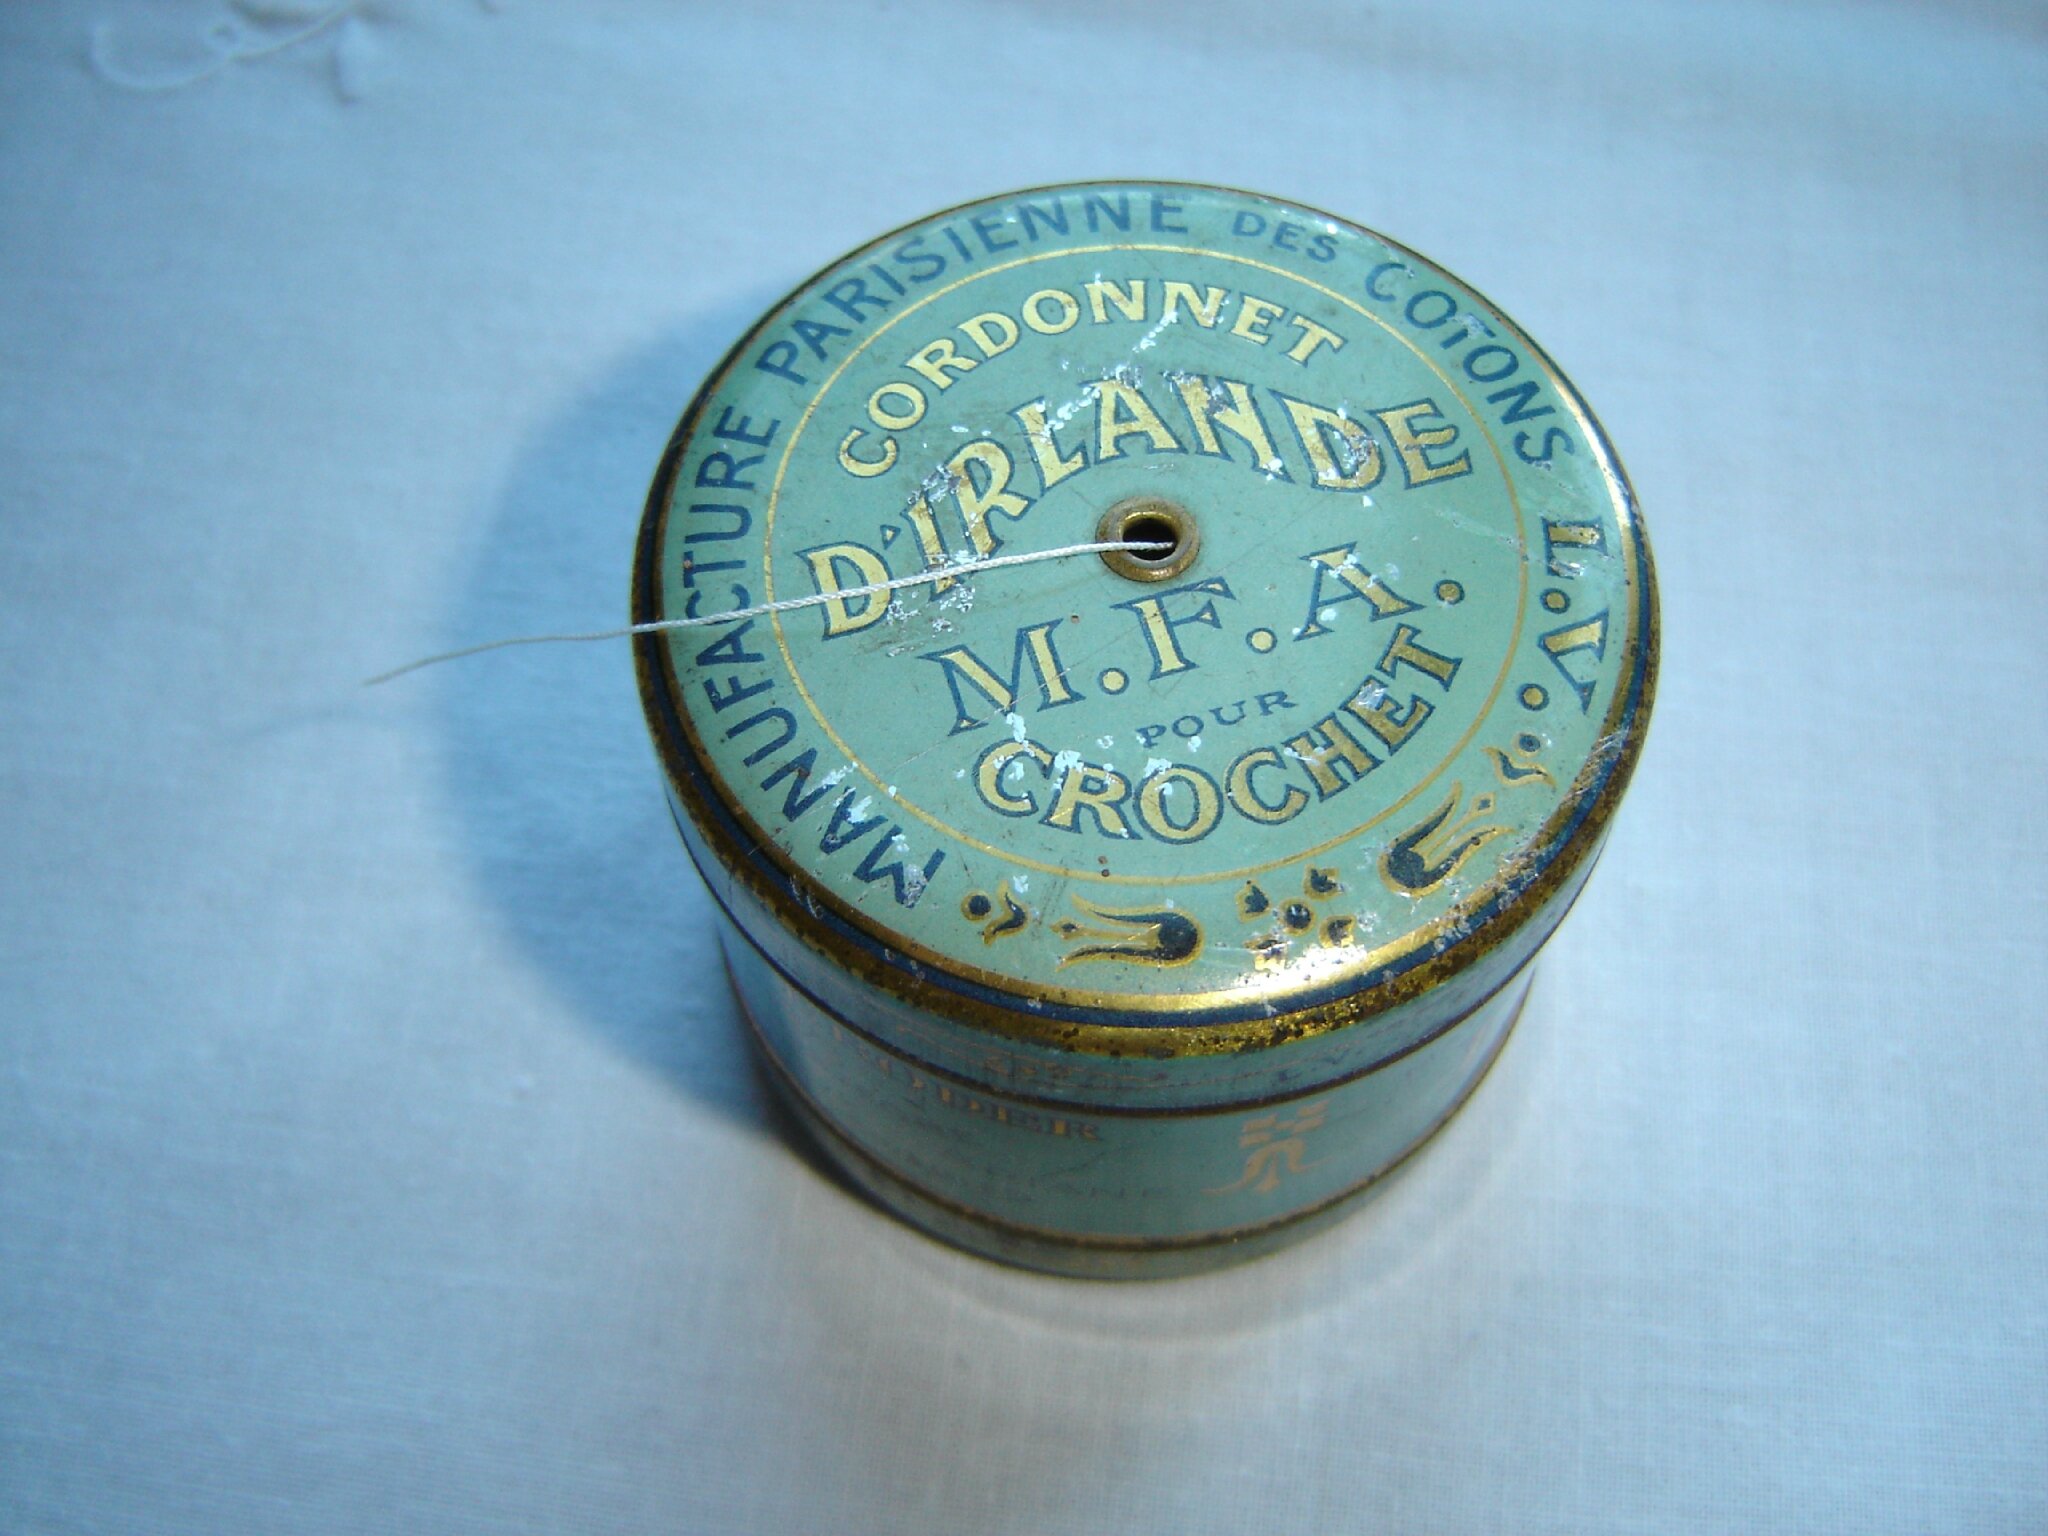 MANUFACTURE PARISIENNE DES COTONS L.V.
CORDONNET
D'IRLANDE
M.F.A.
POUR
CROCHET.